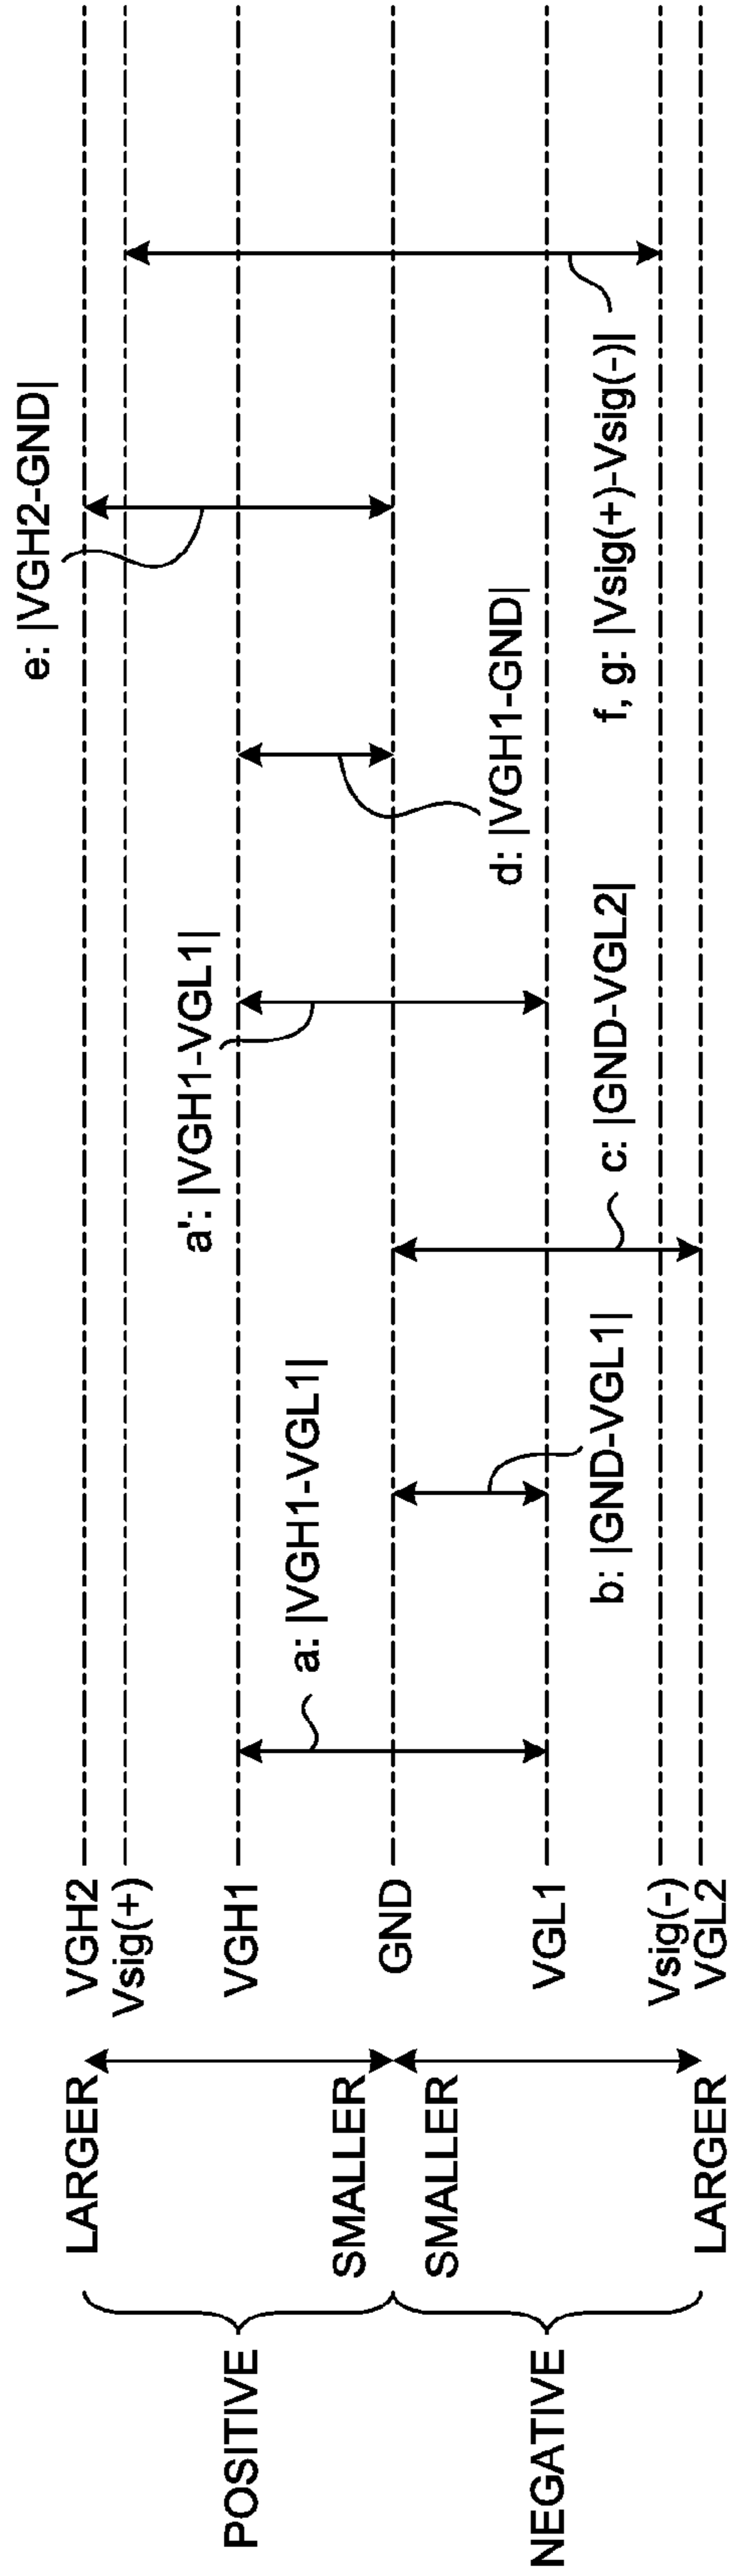 e: |VGH2-GND|
LARGER
VGH2
Vsig(+)
a': |VGH1-VGL1|
POSITIVE
VGH1
a: |VGH1-VGL1|
SMALLER
GND
SMALLER
d: |VGH1-GND|
NEGATIVE
VGL1
b: |GND-VGL1|
c: |GND-VGL2|
f, g: |Vsig(+)-Vsig(-)|
Vsig(-)
LARGER
VGL2